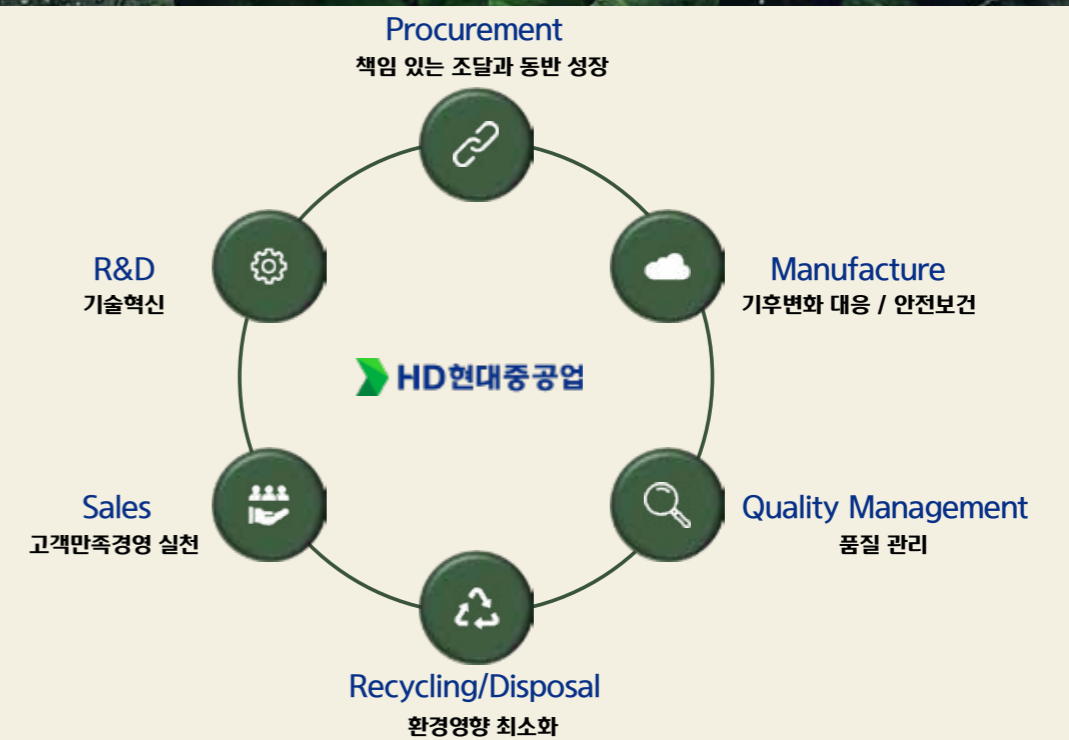 Procurement
책임 있는 조달과 동반 성장
R&D
기술혁신
Manufacture
기후변화 대응 / 안전보건
HD현대중공업
Sales
고객만족경영 실천
Quality Management
품질 관리
Recycling/Disposal
환경영향 최소화